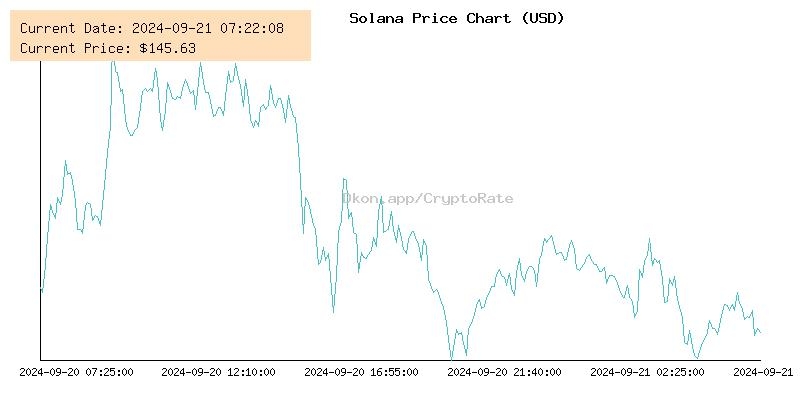 Solana Price Chart (USD)
Current Date: 2024-09-21 07:22:08
Current Price: $145.63
Dkon.app/CryptoRate
2024-09-20 07:25:00 2024-09-20 12:10:00 2024-09-20 16:55:00 2024-09-20 21:40:00 2024-09-21 02:25:00 2024-09-21